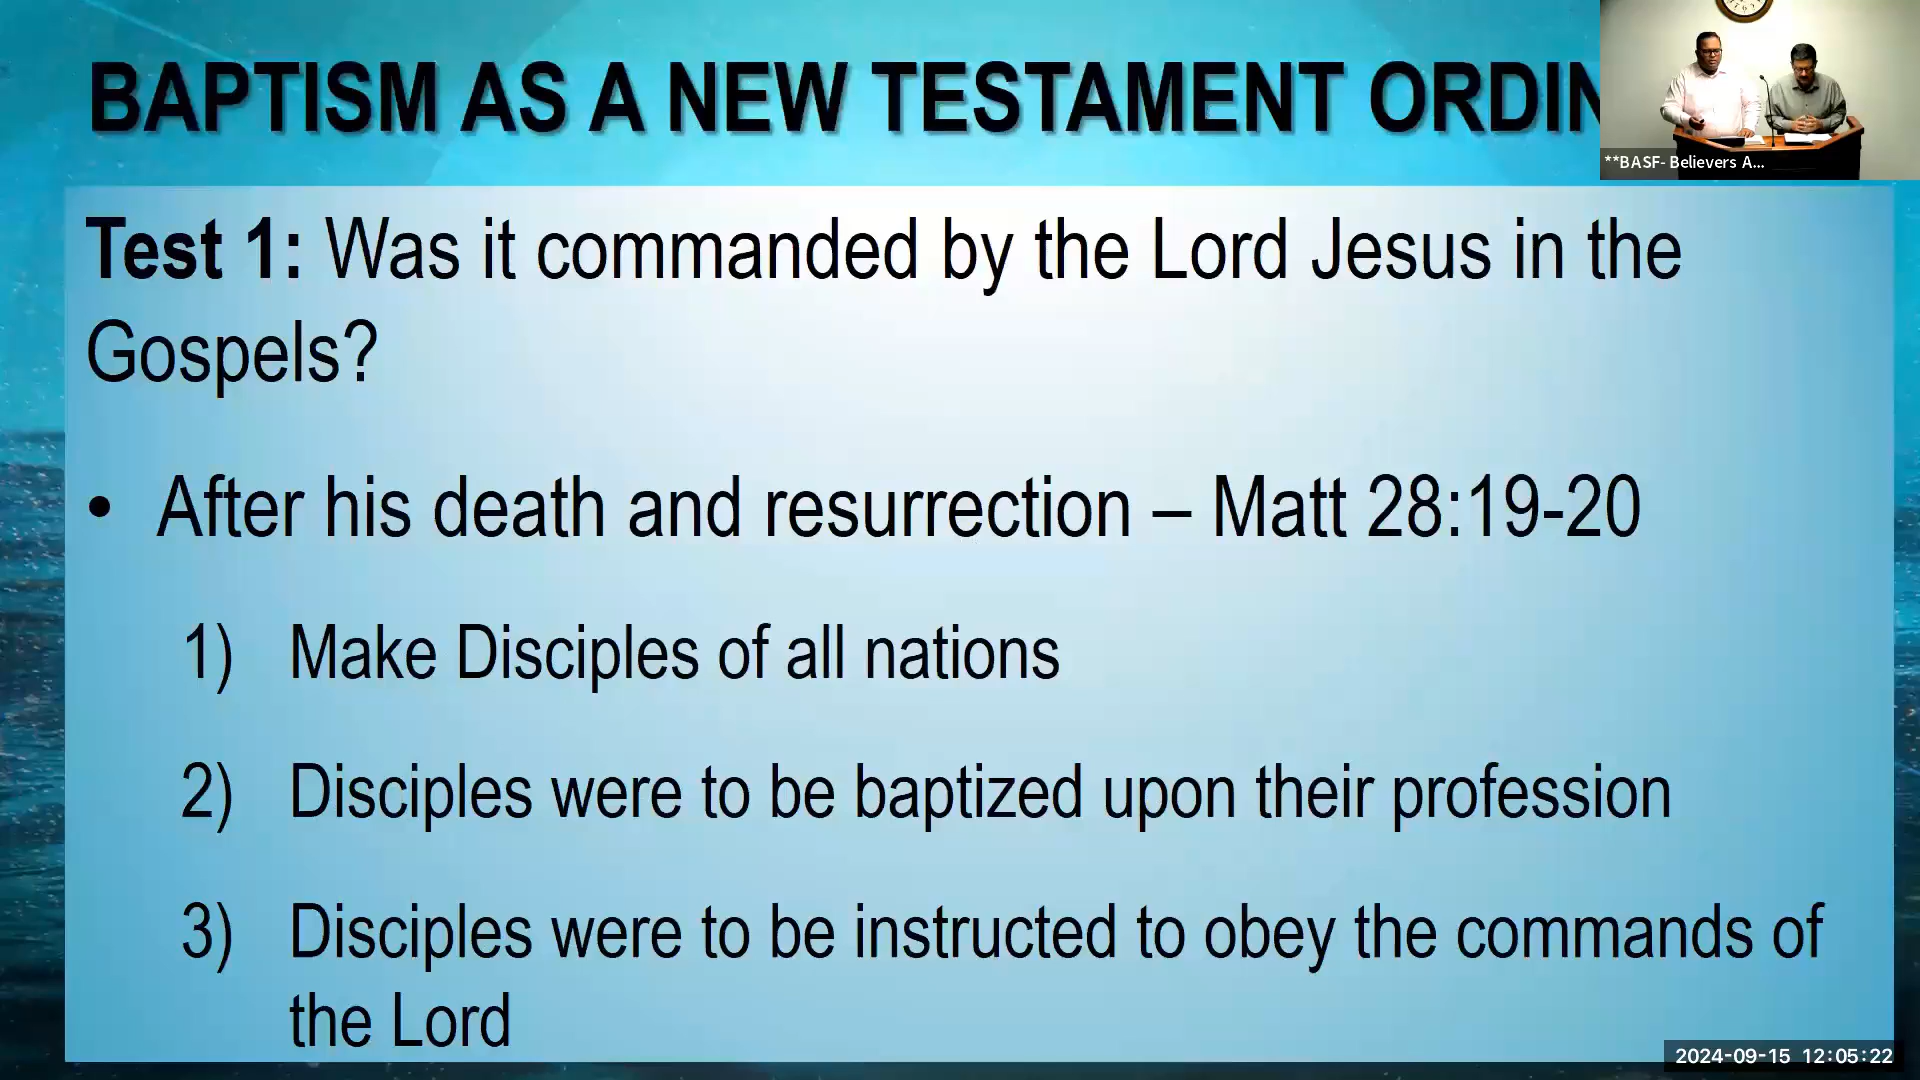 BAPTISM AS A NEW TESTAMENT ORDIN
**BASF- Believers A...
Test 1: Was it commanded by the Lord Jesus in the
Gospels?
• After his death and resurrection – Matt 28:19-20
1) Make Disciples of all nations
2) Disciples were to be baptized upon their profession
3) Disciples were to be instructed to obey the commands of
the Lord
2024-09-15 12:05:22